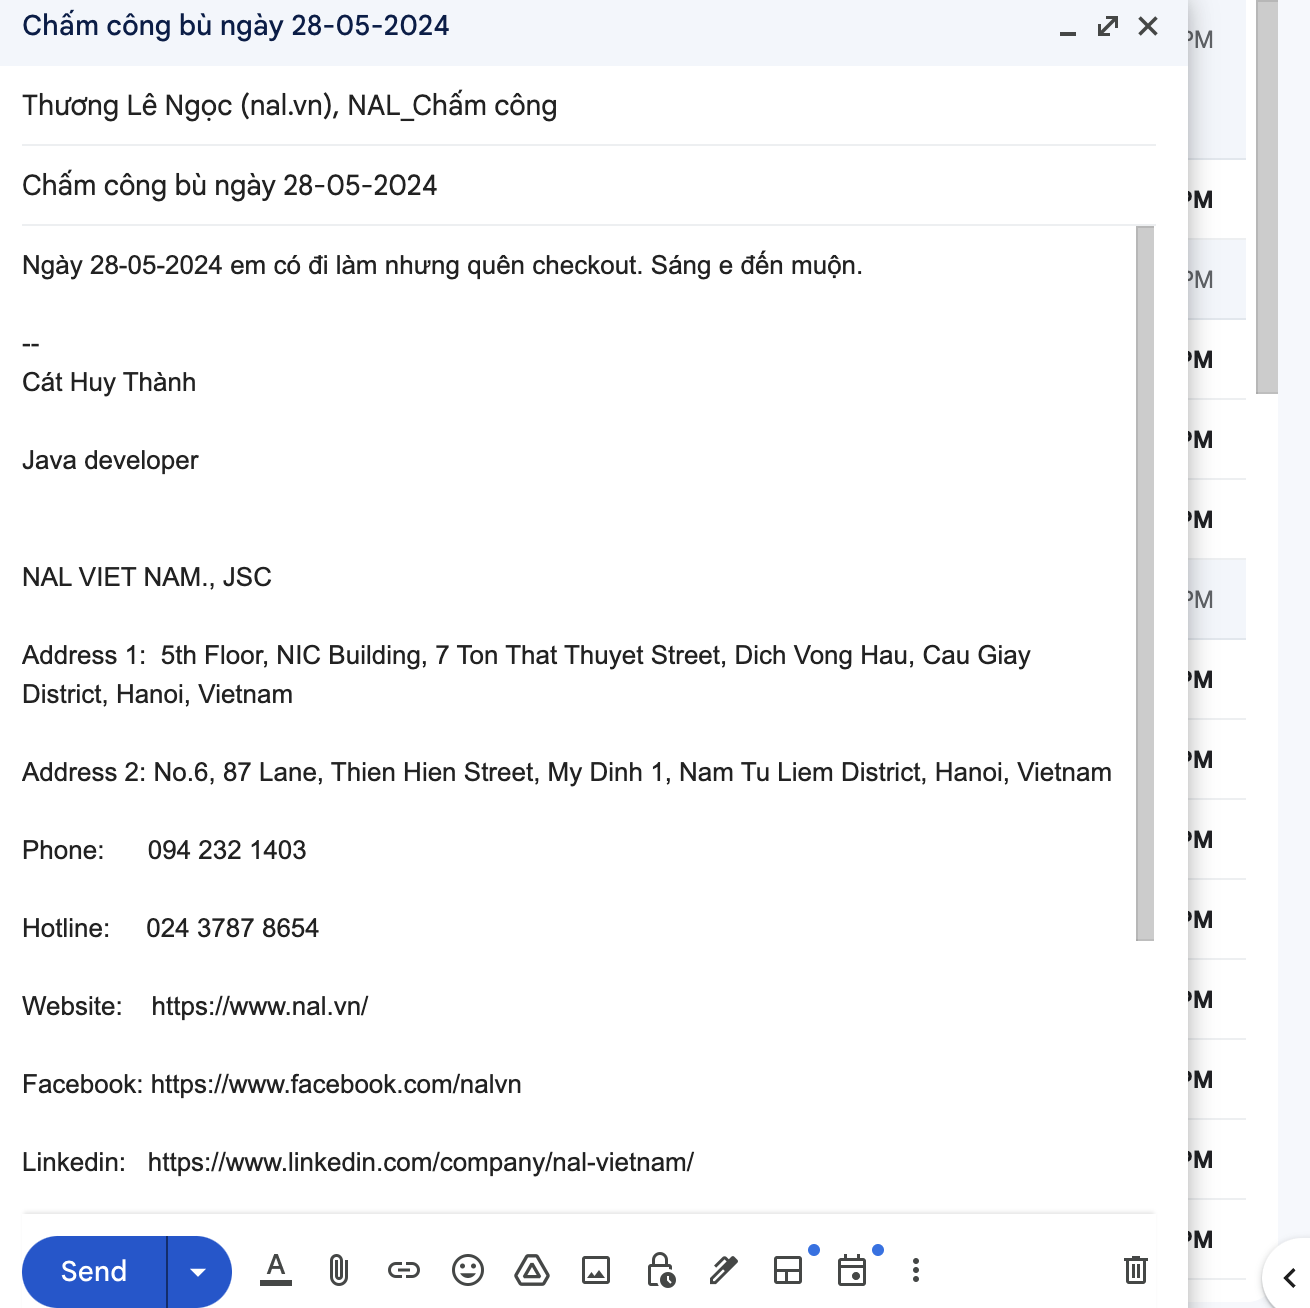 Chấm công bù ngày 28-05-2024
PM
Thương Lê Ngọc (nal.vn), NAL_Chấm công
Chấm công bù ngày 28-05-2024
PM
Ngày 28-05-2024 em có đi làm nhưng quên checkout. Sáng e đến muộn.
PM
--
PM
Cát Huy Thành
PM
Java developer
PM
NAL VIET NAM., JSC
PM
Address 1:  5th Floor, NIC Building, 7 Ton That Thuyet Street, Dich Vong Hau, Cau Giay
PM
District, Hanoi, Vietnam
PM
Address 2: No.6, 87 Lane, Thien Hien Street, My Dinh 1, Nam Tu Liem District, Hanoi, Vietnam
PM
Phone: 094 232 1403
PM
Hotline: 024 3787 8654
PM
Website: https://www.nal.vn/
PM
Facebook: https://www.facebook.com/nalvn
PM
Linkedin: https://www.linkedin.com/company/nal-vietnam/
PM
Send